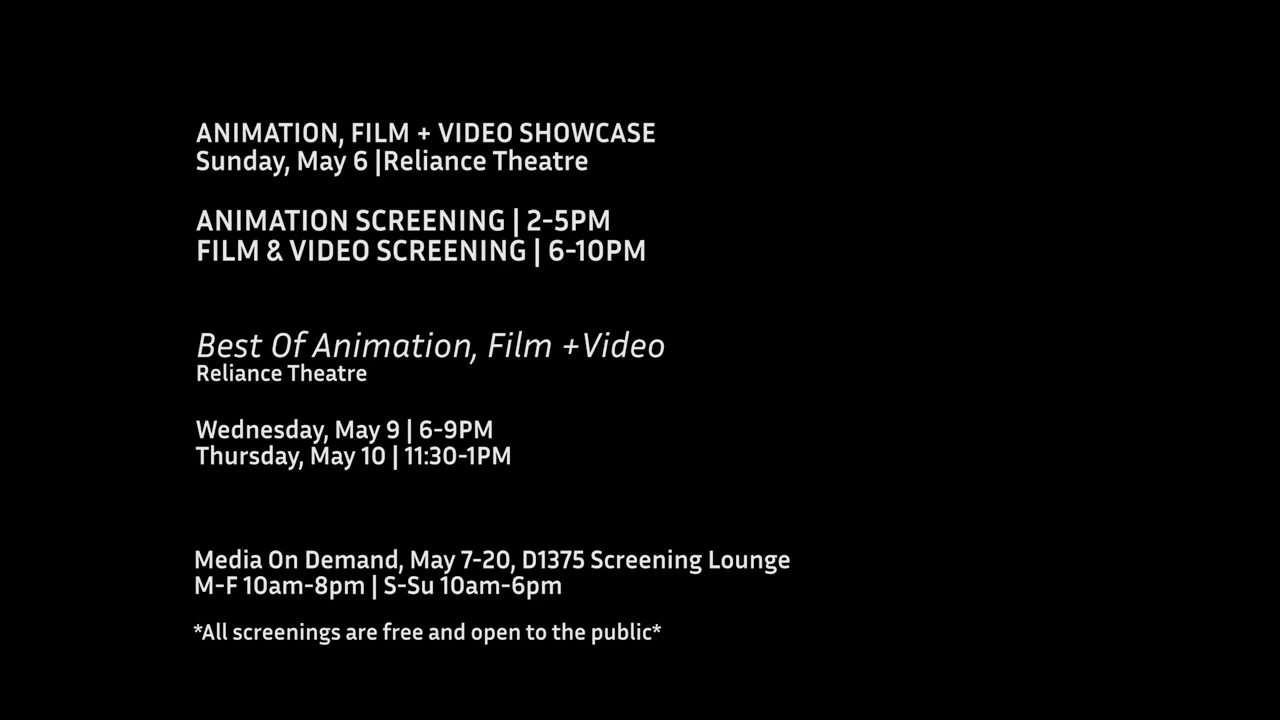 ANIMATION, FILM + VIDEO SHOWCASE
Sunday, May 6 |Reliance Theatre
ANIMATION SCREENING | 2-5PM
FILM & VIDEO SCREENING | 6-10PM
Best Of Animation, Film +Video
Reliance Theatre
Wednesday, May 9 | 6-9PM
Thursday, May 10 | 11:30-1PM
Media On Demand, May 7-20, D1375 Screening Lounge
M-F 10am-8pm | S-Su 10am-6pm
*All screenings are free and open to the public*